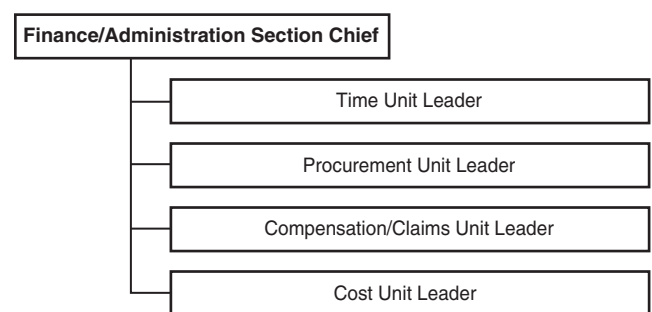 Finance/Administration Section Chief
Time Unit Leader
Procurement Unit Leader
Compensation/Claims Unit Leader
Cost Unit Leader